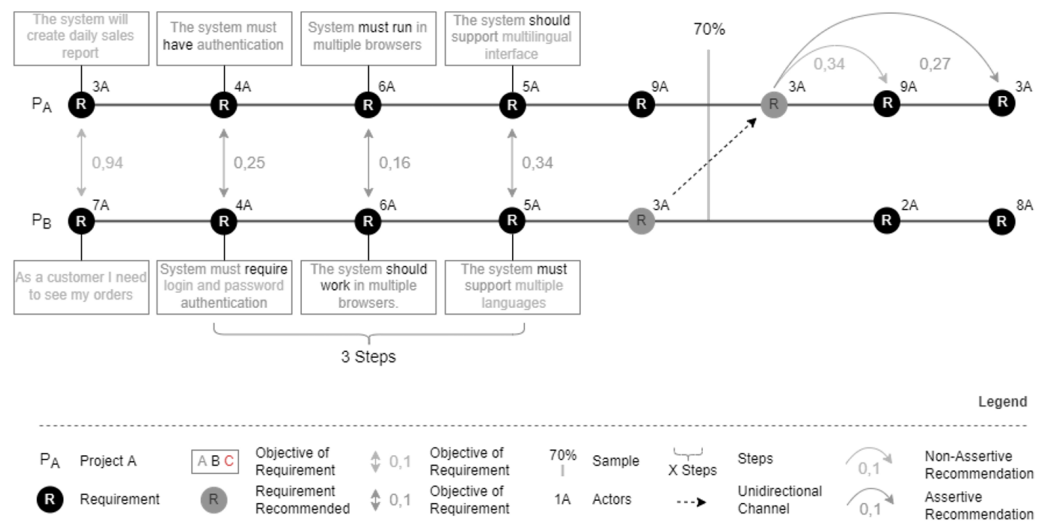 The system will
create daily sales
report
The system must
have authentication
System must run in
multiple browsers
The system should
support multilingual
interface
70%
0,34
0,27
PA
R
3A
R
4A
R
6A
R
5A
R
9A
R
3A
R
9A
R
3A
0,94
0,25
0,16
0,34
PB
R
7A
R
4A
R
6A
R
5A
R
3A
R
2A
R
8A
As a customer I need
to see my orders
System must require
login and password
authentication
The system should
work in multiple
browsers.
The system must
support multiple
languages
3 Steps
Legend
PA
Project A
A B C
Objective of
Requirement
0,1
Objective of
Requirement
70%
Sample
X Steps
Steps
0,1
Non-Assertive
Recommendation
R
Requirement
R
Requirement
Recommended
0,1
Objective of
Requirement
1A
Actors
Unidirectional
Channel
0,1
Assertive
Recommendation